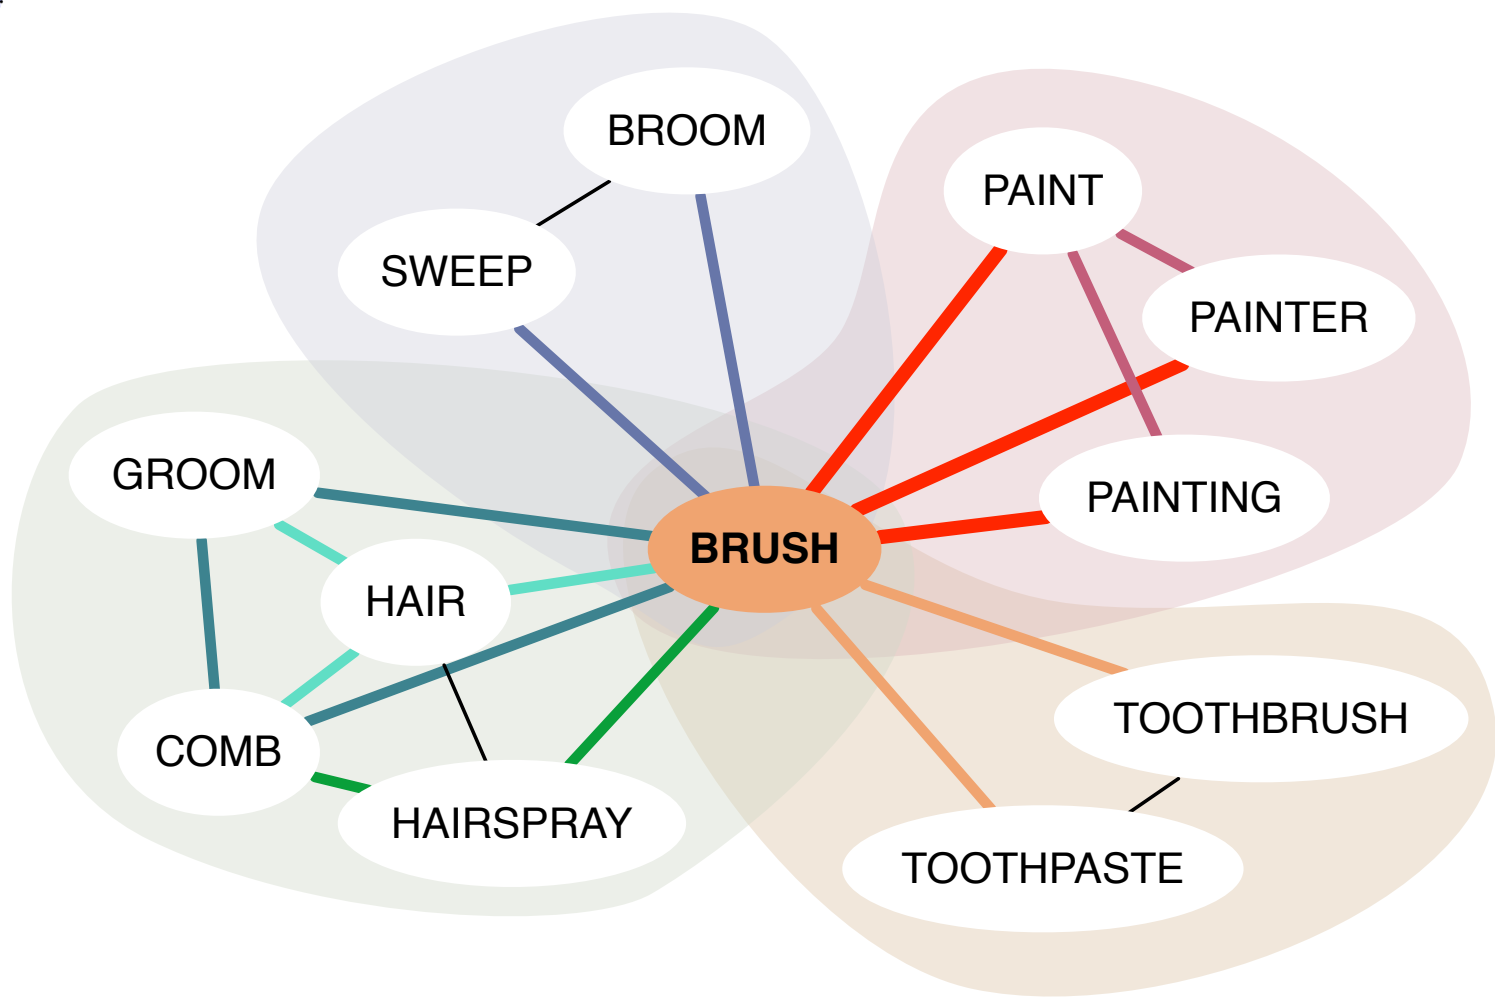 BROOM
PAINT
SWEEP
PAINTER
GROOM
PAINTING
BRUSH
HAIR
TOOTHBRUSH
COMB
HAIRSPRAY
TOOTHPASTE